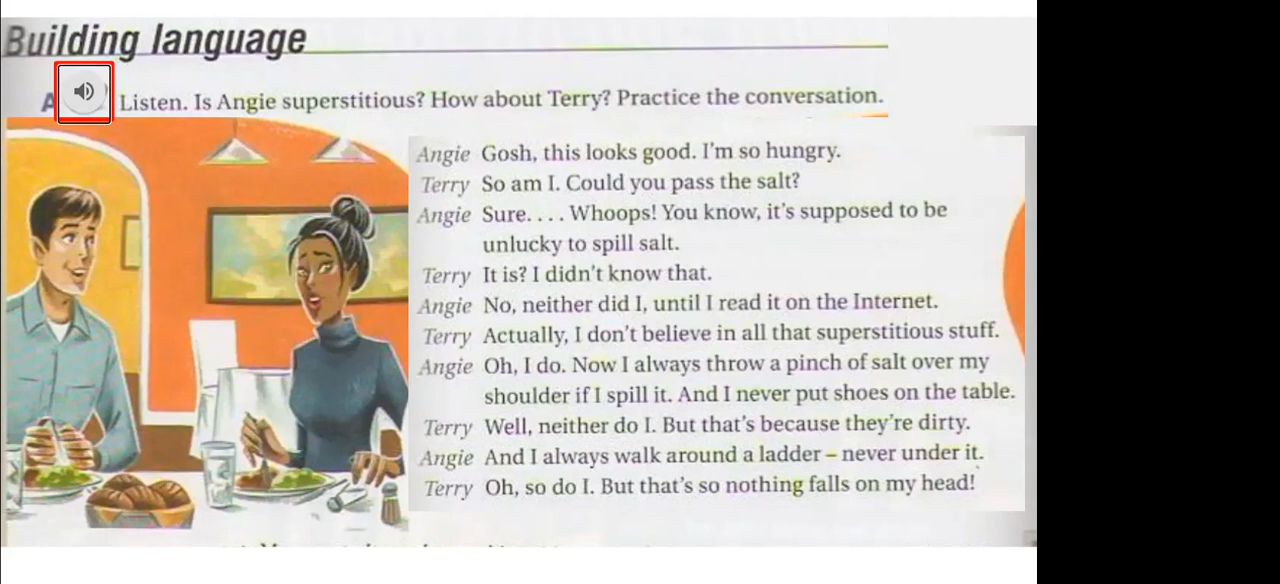 Building language
A Listen. Is Angie superstitious? How about Terry? Practice the conversation.
Angie Gosh, this looks good. I'm so hungry.
Terry So am I. Could you pass the salt?
Angie Sure. . . . Whoops! You know, it's supposed to be
unlucky to spill salt.
Terry It is? I didn't know that.
Angie No, neither did I, until I read it on the Internet.
Terry Actually, I don't believe in all that superstitious stuff.
Angie Oh, I do. Now I always throw a pinch of salt over my
shoulder if I spill it. And I never put shoes on the table.
Terry Well, neither do I. But that's because they're dirty.
Angie And I always walk around a ladder – never under it.
Terry Oh, so do I. But that's so nothing falls on my head!